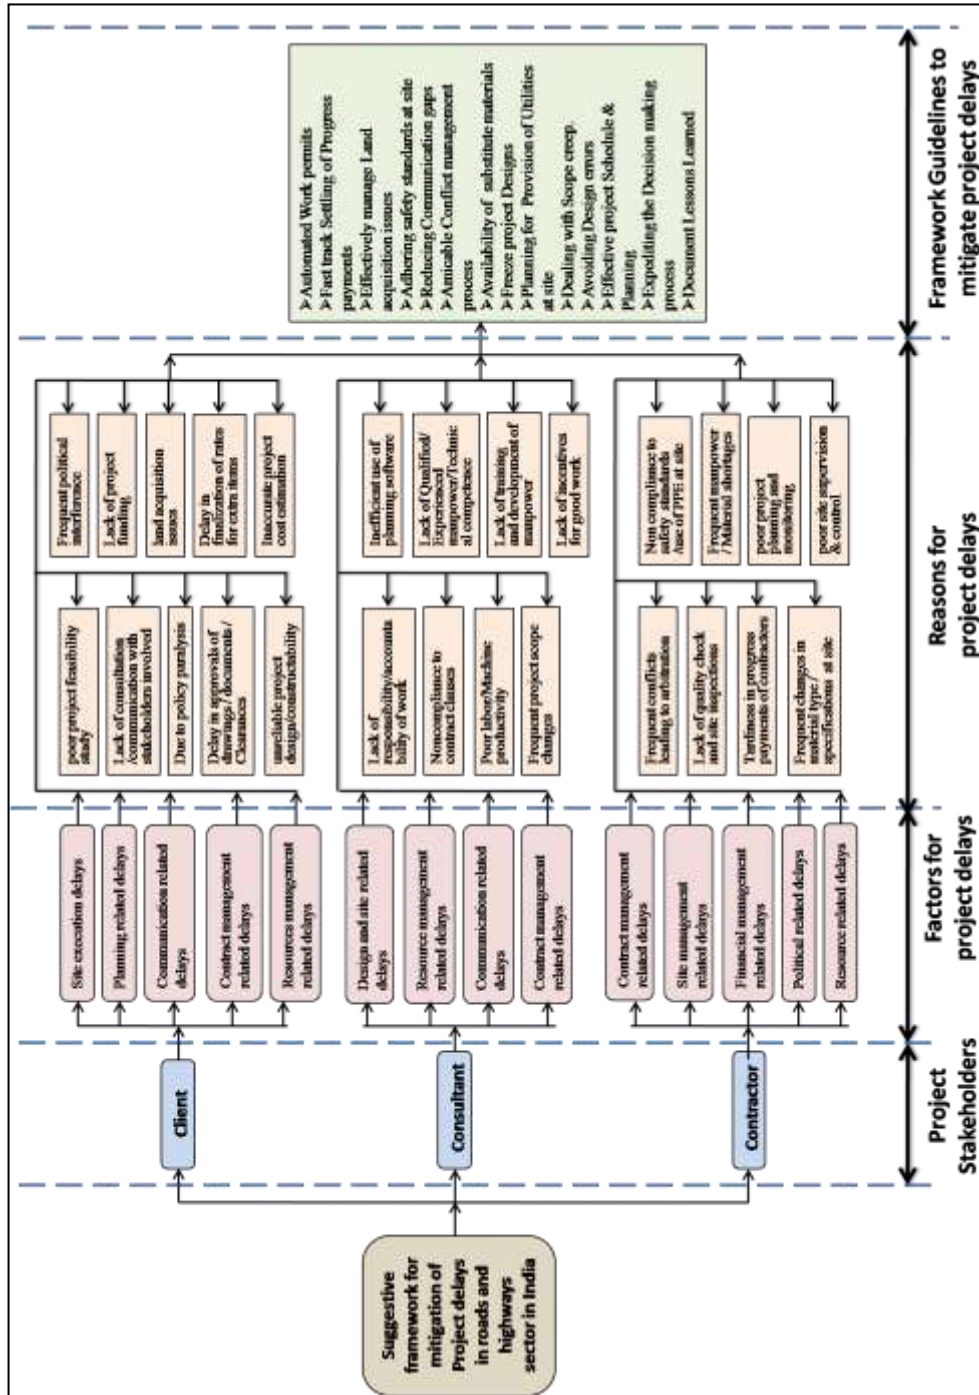 Suggestive
framework for
mitigation of
Project delays
in roads and
highways
sector in India
Client
Consultant
Contractor
Site execution delays
Planning related delays
Communication related
delays
Contract management
related delays
Resources management
related delays
Design and site related
delays
Resource management
related delays
Communication related
delays
Contract management
related delays
Contract management
related delays
Site management
related delays
Financial management
related delays
Political related delays
Resource related delays
poor project feasibility
study
Lack of consultation
/communication with
stakeholders involved
Due to policy paralysis
Delay in approvals of
drawings / documents /
Clearances
unreliable project
design/constructability
Frequent political
interference
Lack of project
funding
land acquisition
issues
Delay in
finalization of rates
for extra items
Inaccurate project
cost estimation
Lack of
responsibility/accounta
bility of work
Noncompliance to
contract clauses
Poor labor/Machine
productivity
Frequent project scope
changes
Inefficient use of
planning software
Lack of Qualified/
Experienced
manpower/Technic
al competence
Lack of training
and development of
manpower
Lack of incentives
for good work
Frequent conflicts
leading to arbitration
Lack of quality check
and site inspections
Tardiness in progress
payments of contractors
Frequent changes in
material type /
specifications at site
Non compliance to
safety standards
/use of PPE at site
Frequent manpower
/ Material shortages
poor project
planning and
monitoring
poor site supervision
& control
➢Automated Work permits
➢Fast track Settling of Progress
payments
➢Effectively manage Land
acquisition issues
➢Adhering safety standards at site
➢Reducing Communication gaps
➢Amicable Conflict management
process
➢Availability of substitute materials
➢Freeze project Designs
➢Planning for Provision of Utilities
at site
➢Dealing with Scope creep.
➢Avoiding Design errors
➢Effective project Schedule &
Planning
➢Expediting the Decision making
process
➢Document Lessons Learned
Project
Stakeholders
Factors for
project delays
Reasons for
project delays
Framework Guidelines to
mitigate project delays